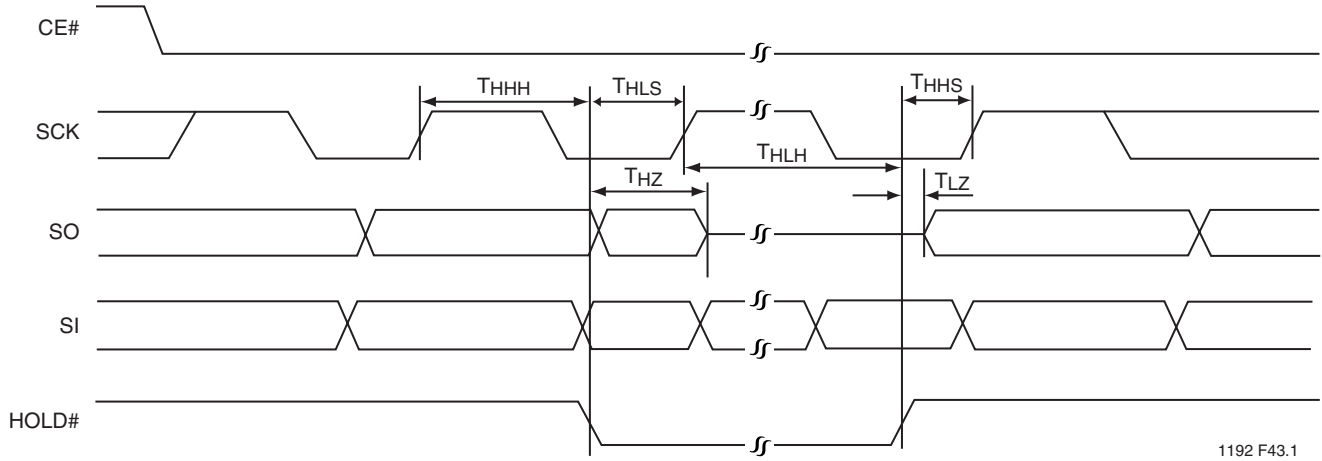 CE#
THHH THLS THHS
SCK
THLH
THZ TLZ
SO
SI
HOLD#
1192 F43.1